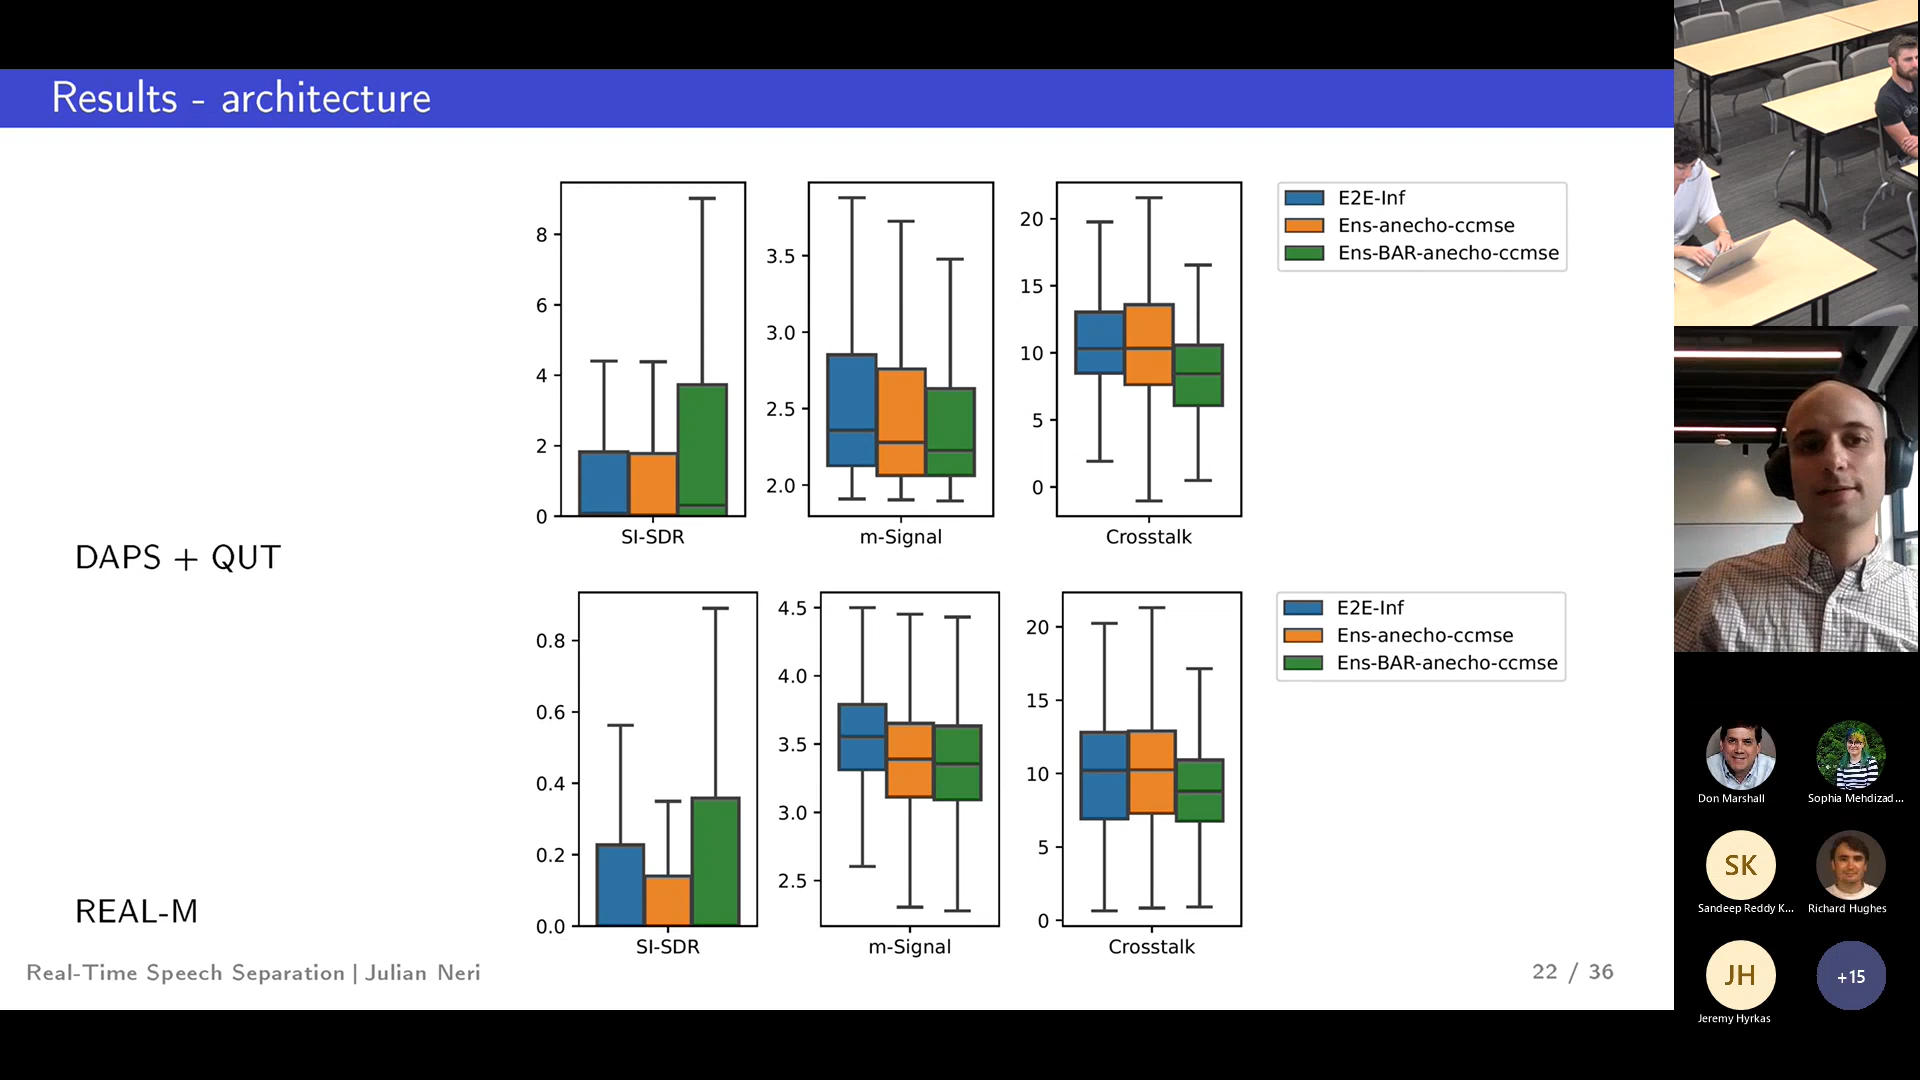 Results - architecture
8
6
4
2
0
SI-SDR
3.5
3.0
2.5
2.0
m-Signal
20
15
10
5
0
Crosstalk
E2E-Inf
Ens-anecho-ccmse
Ens-BAR-anecho-ccmse
DAPS + QUT
0.8
0.6
0.4
0.2
0.0
SI-SDR
4.5
4.0
3.5
3.0
2.5
m-Signal
20
15
10
5
0
Crosstalk
E2E-Inf
Ens-anecho-ccmse
Ens-BAR-anecho-ccmse
REAL-M
Real-Time Speech Separation | Julian Neri
22 / 36
Don Marshall
Sophia Mehdizad...
SK
Sandeep Reddy K...
Richard Hughes
JH
Jeremy Hyrkas
+15